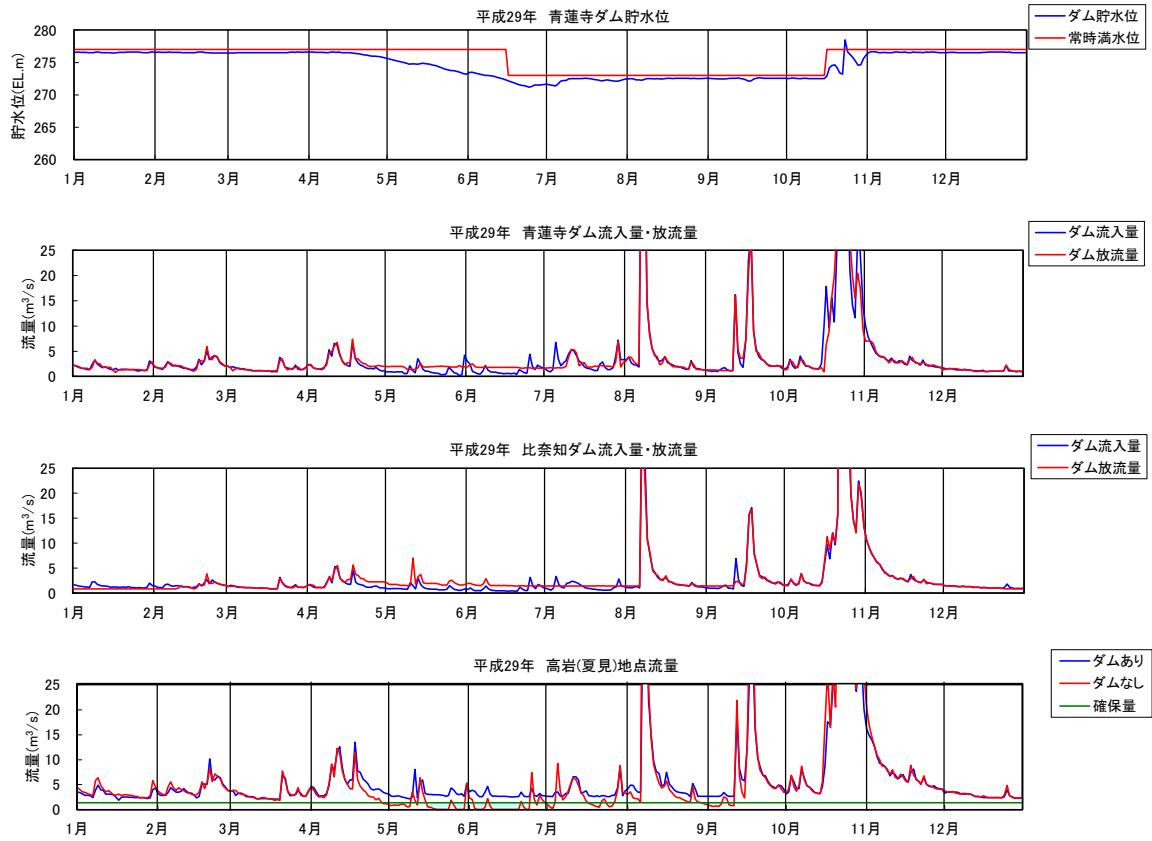 平成29年 青蓮寺ダム貯水位
ダム貯水位
常時満水位
貯水位(EL.m)
280
275
270
265
260
1月 2月 3月 4月 5月 6月 7月 8月 9月 10月 11月 12月
平成29年 青蓮寺ダム流入量・放流量
ダム流入量
ダム放流量
流量(m³/s)
25
20
15
10
5
0
1月 2月 3月 4月 5月 6月 7月 8月 9月 10月 11月 12月
平成29年 比奈知ダム流入量・放流量
ダム流入量
ダム放流量
流量(m³/s)
25
20
15
10
5
0
1月 2月 3月 4月 5月 6月 7月 8月 9月 10月 11月 12月
平成29年 高岩(夏見)地点流量
ダムあり
ダムなし
確保量
流量(m³/s)
25
20
15
10
5
0
1月 2月 3月 4月 5月 6月 7月 8月 9月 10月 11月 12月